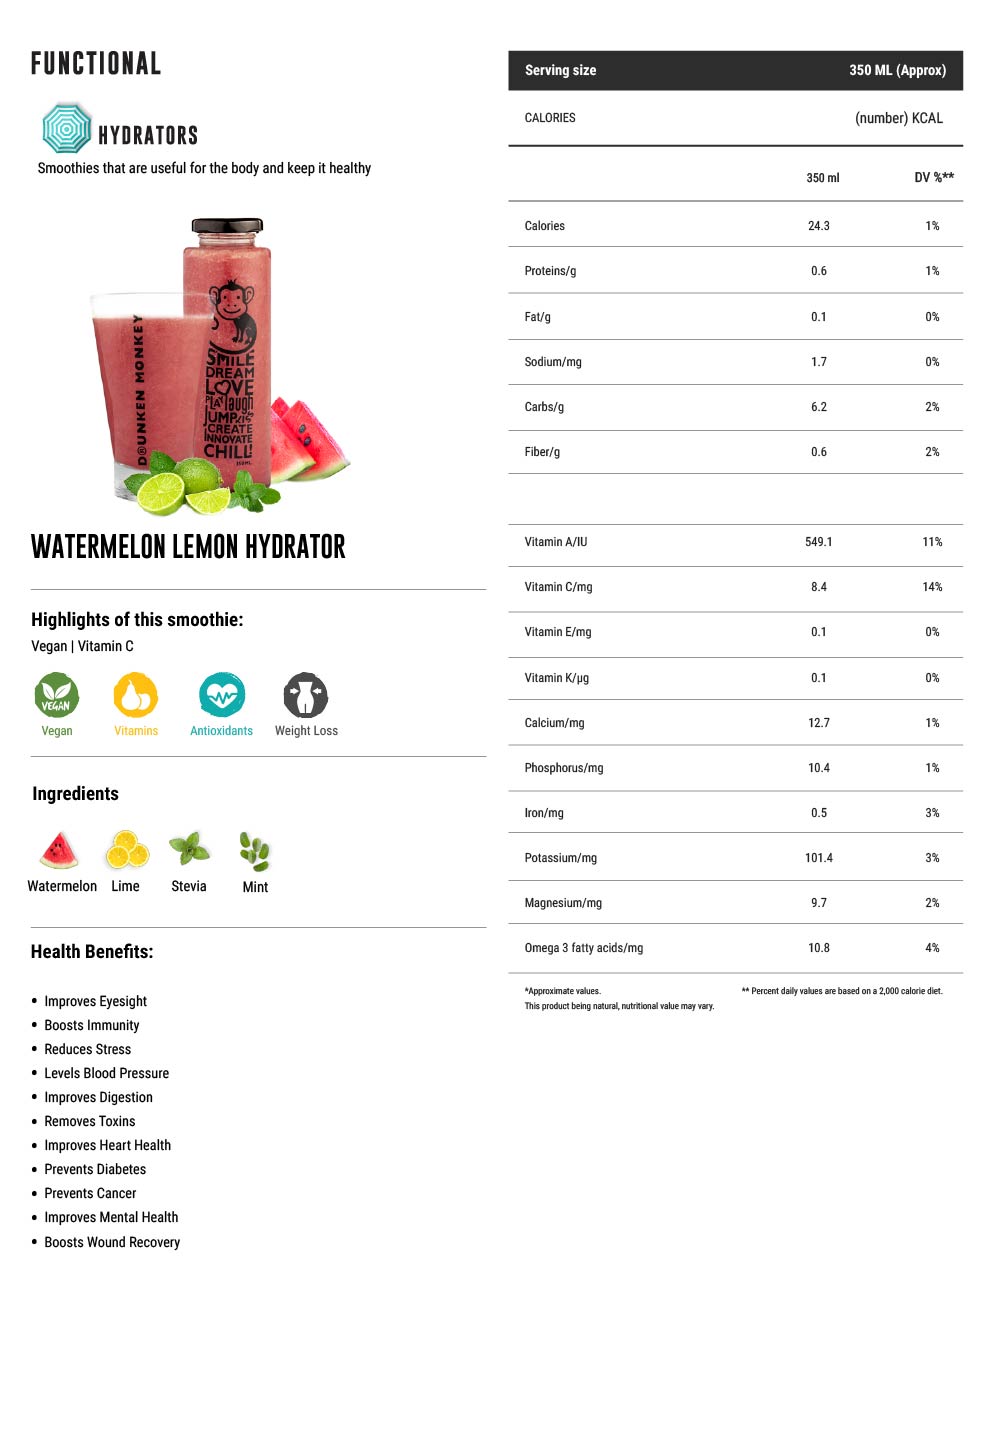 FUNCTIONAL
HYDRATORS
Smoothies that are useful for the body and keep it healthy
DRUNKEN MONKEY
SMILE
DREAM
LOVE
PLAY laugh
JUMP KISS
CREATE
INNOVATE
CHILL!
350ML
WATERMELON LEMON HYDRATOR
Highlights of this smoothie:
Vegan | Vitamin C
VEGAN
Vegan Vitamins Antioxidants Weight Loss
Ingredients
Watermelon Lime Stevia Mint
Health Benefits:
• Improves Eyesight
• Boosts Immunity
• Reduces Stress
• Levels Blood Pressure
• Improves Digestion
• Removes Toxins
• Improves Heart Health
• Prevents Diabetes
• Prevents Cancer
• Improves Mental Health
• Boosts Wound Recovery
Serving size 350 ML (Approx)
CALORIES (number) KCAL
350 ml DV %**
Calories 24.3 1%
Proteins/g 0.6 1%
Fat/g 0.1 0%
Sodium/mg 1.7 0%
Carbs/g 6.2 2%
Fiber/g 0.6 2%
Vitamin A/IU 549.1 11%
Vitamin C/mg 8.4 14%
Vitamin E/mg 0.1 0%
Vitamin K/µg 0.1 0%
Calcium/mg 12.7 1%
Phosphorus/mg 10.4 1%
Iron/mg 0.5 3%
Potassium/mg 101.4 3%
Magnesium/mg 9.7 2%
Omega 3 fatty acids/mg 10.8 4%
*Approximate values. ** Percent daily values are based on a 2,000 calorie diet.
This product being natural, nutritional value may vary.